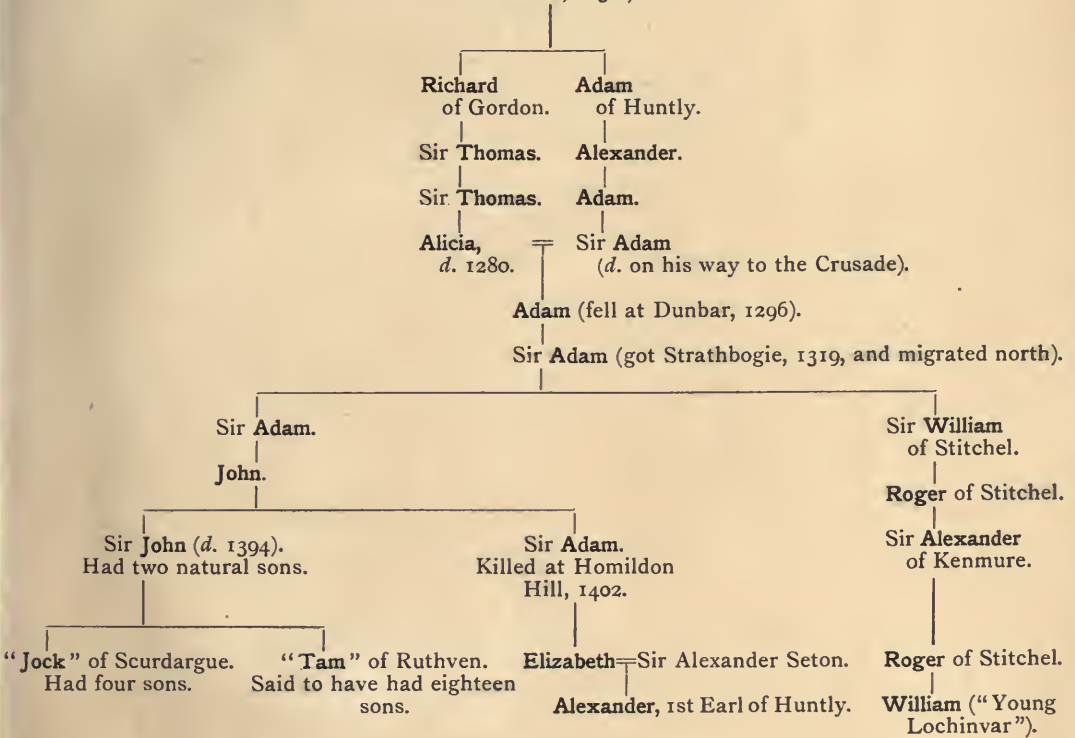 Richard Adam
of Gordon. of Huntly.
Sir Thomas. Alexander.
Sir Thomas. Adam.
Alicia, Sir Adam
d. 1280. (d. on his way to the Crusade).
Adam (fell at Dunbar, 1296).
Sir Adam (got Strathbogie, 1319, and migrated north).
Sir Adam. Sir William
of Stitchel.
John.
Roger of Stitchel.
Sir John (d. 1394). Sir Adam. Sir Alexander
Had two natural sons. Killed at Homildon of Kenmure.
Hill, 1402.
"Jock" of Scurdargue. "Tam" of Ruthven. Elizabeth=Sir Alexander Seton. Roger of Stitchel.
Had four sons. Said to have had eighteen
sons. Alexander, 1st Earl of Huntly. William ("Young
Lochinvar").